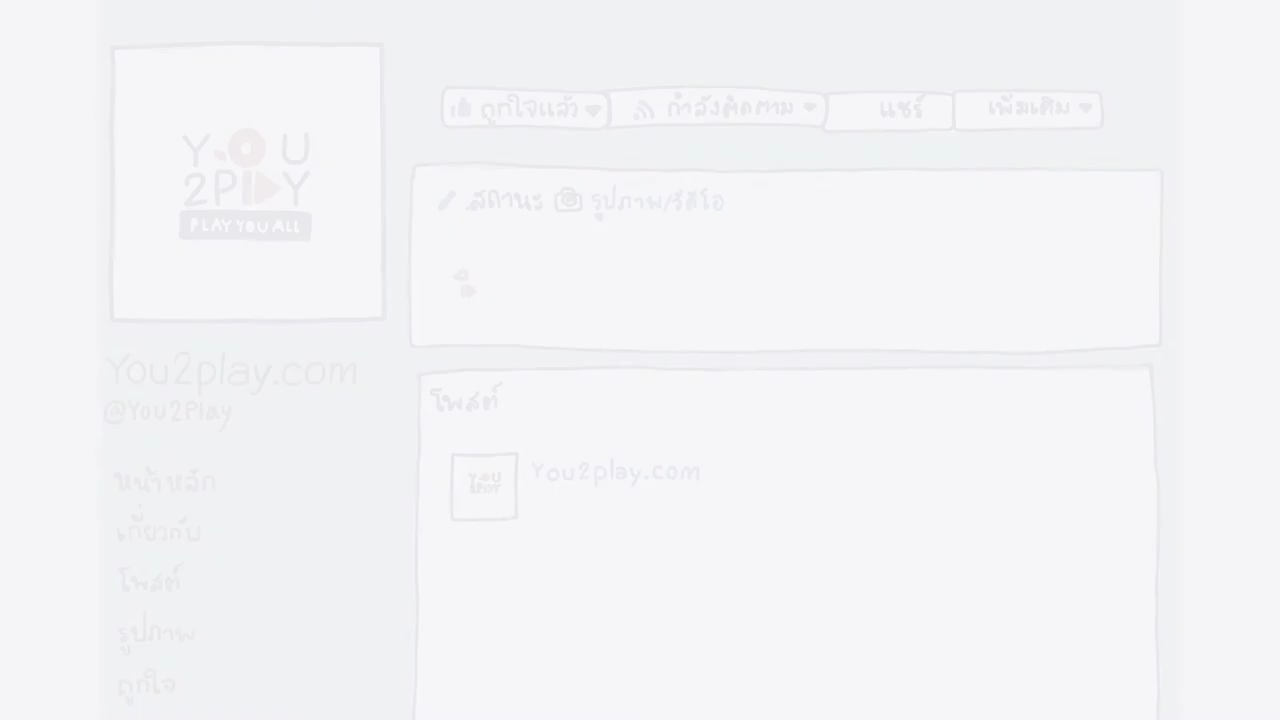 YOU
2PLAY
PLAY YOU ALL
You2play.com
@You2Play
หน้าหลัก
เกี่ยวกับ
โพสต์
รูปภาพ
ถูกใจ
ถูกใจแล้ว
กำลังติดตาม
แชร์
เพิ่มเติม
สถานะ
รูปภาพ/วีดีโอ
โพสต์
YOU
2PLAY
You2play.com